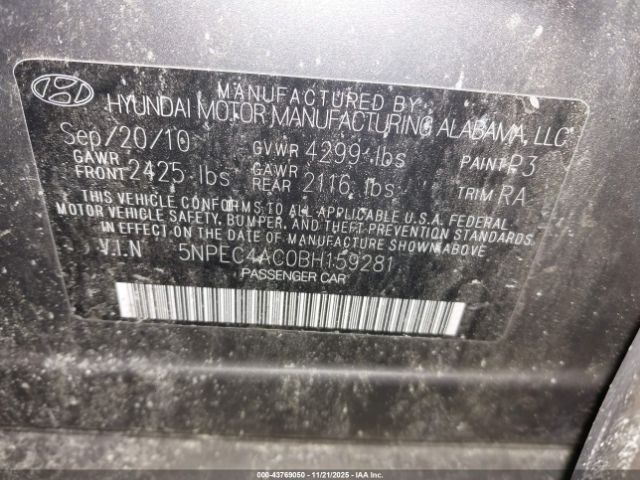 MANUFACTURED BY
HYUNDAI MOTOR MANUFACTURING ALABAMA, LLC
Sep/20/10 GVWR 4299 lbs PAINT P3
GAWR FRONT 2425 lbs GAWR REAR 2116 lbs TRIM RA
THIS VEHICLE CONFORMS TO ALL APPLICABLE U.S.A. FEDERAL
MOTOR VEHICLE SAFETY, BUMPER, AND THEFT PREVENTION STANDARDS
IN EFFECT ON THE DATE OF MANUFACTURE SHOWN ABOVE
V.I.N 5NPEC4AC0BH159281
PASSENGER CAR
000-43769050 11/21/2025 IAA Inc.